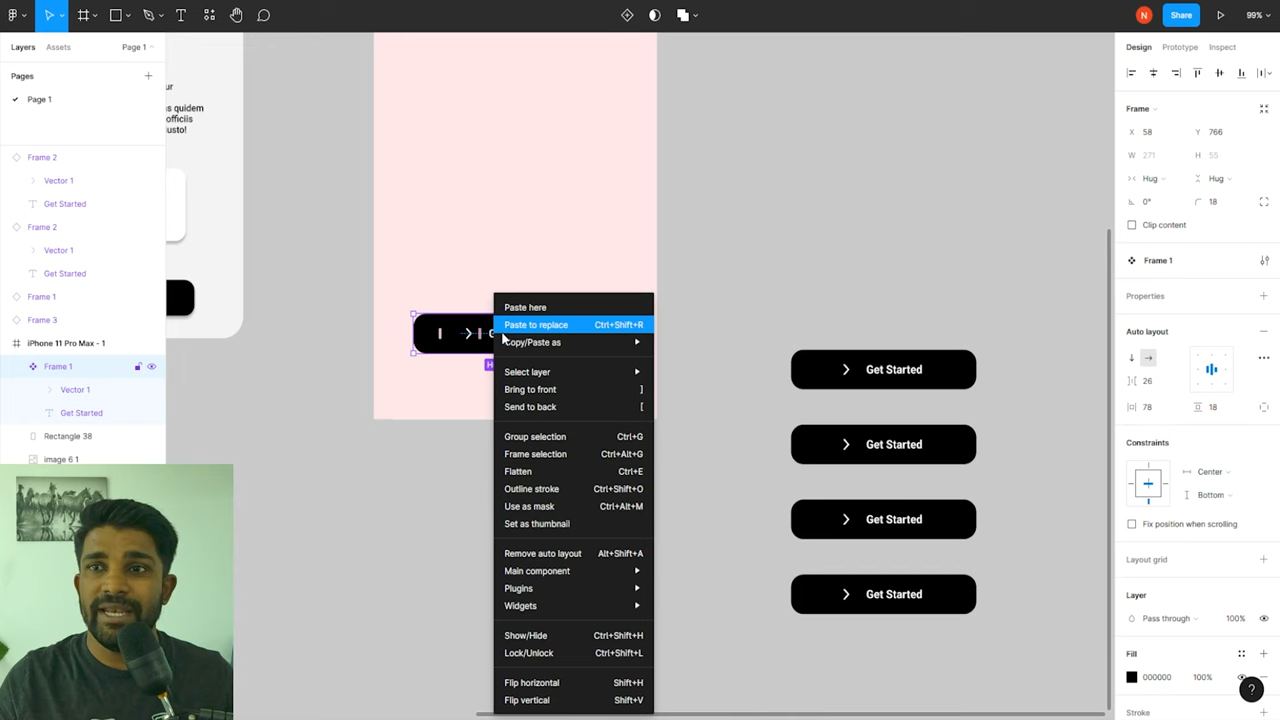 N
Share
99%
Layers
Assets
Page 1
Pages
Page 1
Frame 2
Vector 1
Get Started
Frame 2
Vector 1
Get Started
Frame 1
Frame 3
iPhone 11 Pro Max - 1
Frame 1
Vector 1
Get Started
Rectangle 38
image 6 1
ur
is quidem
officiis
iusto!
Paste here
Paste to replace Ctrl+Shift+R
Copy/Paste as
Select layer
Bring to front ]
Send to back [
Group selection Ctrl+G
Frame selection Ctrl+Alt+G
Flatten Ctrl+E
Outline stroke Ctrl+Shift+O
Use as mask Ctrl+Alt+M
Set as thumbnail
Remove auto layout Alt+Shift+A
Main component
Plugins
Widgets
Show/Hide Ctrl+Shift+H
Lock/Unlock Ctrl+Shift+L
Flip horizontal Shift+H
Flip vertical Shift+V
Get Started
Get Started
Get Started
Get Started
Design Prototype Inspect
Frame
X 58 Y 766
W 271 H 55
Hug Hug
0° 18
Clip content
Frame 1
Properties
Auto layout
26
78 18
Constraints
Center
Bottom
Fix position when scrolling
Layout grid
Layer
Pass through 100%
Fill
000000 100%
?
Stroke